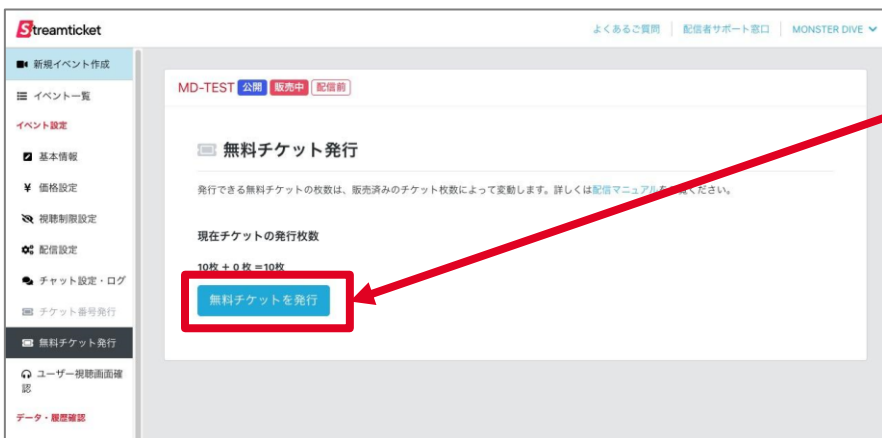 Streamticket
よくあるご質問
配信者サポート窓口
MONSTER DIVE
新規イベント作成
イベント一覧
イベント設定
基本情報
価格設定
視聴制限設定
配信設定
チャット設定・ログ
チケット番号発行
無料チケット発行
ユーザー視聴画面確
認
データ・履歴確認
MD-TEST 公開 販売中 配信前
無料チケット発行
発行できる無料チケットの枚数は、販売済みのチケット枚数によって変動します。詳しくは配信マニュアルをご覧ください。
現在チケットの発行枚数
10枚 + 0 枚 =10枚
無料チケットを発行